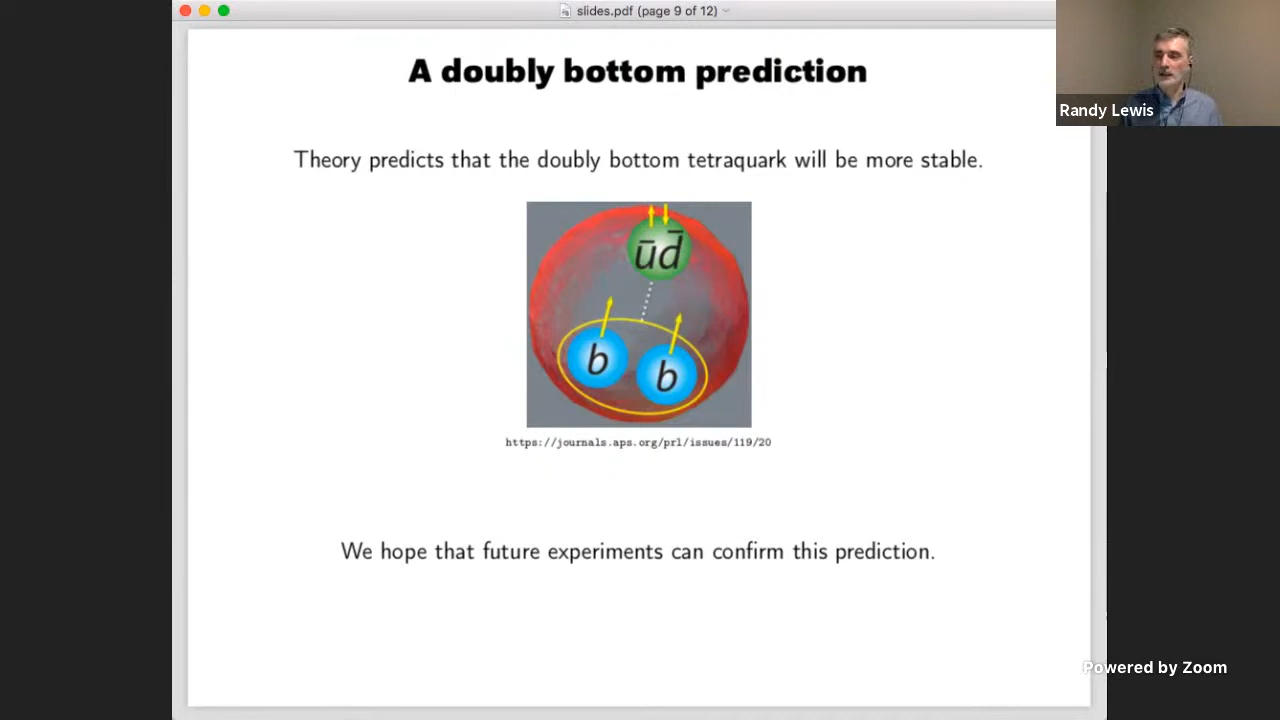 slides.pdf (page 9 of 12)
A doubly bottom prediction
Randy Lewis
Theory predicts that the doubly bottom tetraquark will be more stable.
ūd̄
b b
https://journals.aps.org/prl/issues/119/20
We hope that future experiments can confirm this prediction.
Powered by Zoom